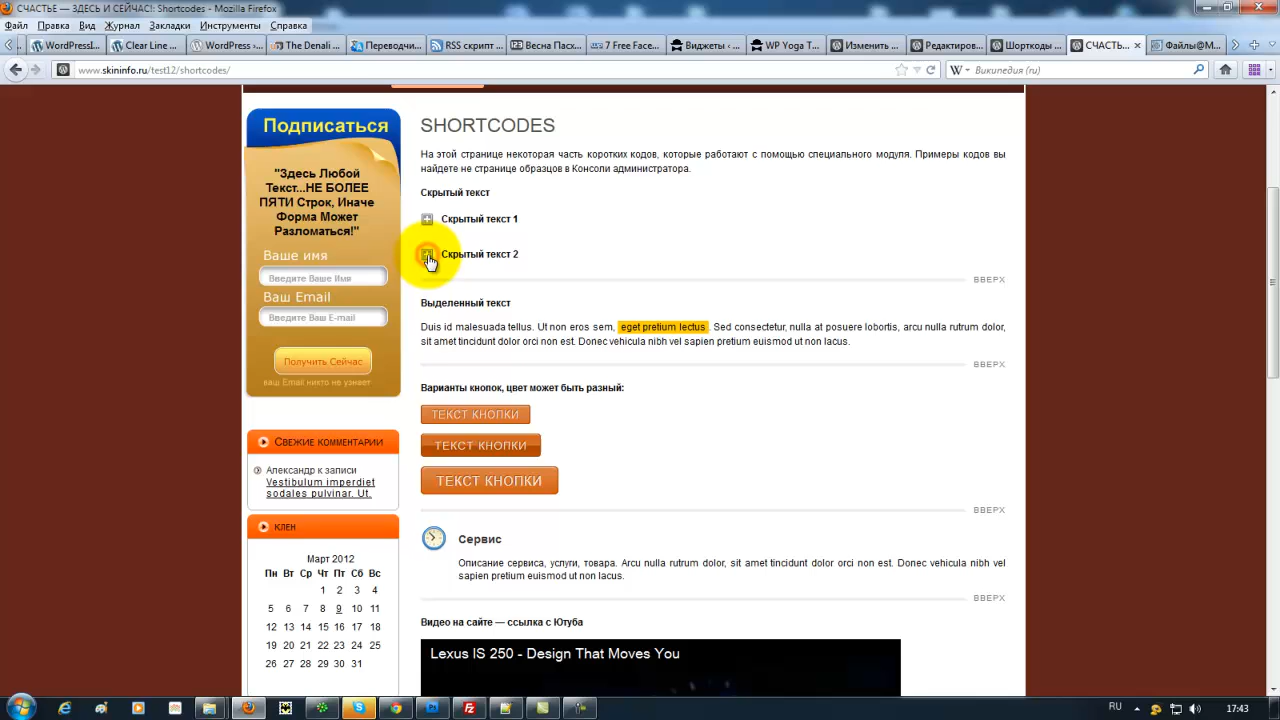 СЧАСТЬЕ — ЗДЕСЬ И СЕЙЧАС!: Shortcodes - Mozilla Firefox
Файл Правка Вид Журнал Закладки Инструменты Справка
WordPressI... Clear Line ... WordPress ‹... The Denali ... Переводчи... RSS скрипт ... Весна Пасх... 7 Free Face... Виджеты ‹... WP Yoga T... Изменить ... Редактиров... Шорткоды ... СЧАСТЬ... Файлы@M...
www.skininfo.ru/test12/shortcodes/
Википедия (ru)
Подписаться
"Здесь Любой
Текст...НЕ БОЛЕЕ
ПЯТИ Строк, Иначе
Форма Может
Разломаться!"
Ваше имя
Введите Ваше Имя
Ваш Email
Введите Ваш E-mail
Получить Сейчас
ваш Email никто не узнает
Свежие комментарии
Александр к записи
Vestibulum imperdiet
sodales pulvinar. Ut.
клен
Март 2012
Пн Вт Ср Чт Пт Сб Вс
1 2 3 4
5 6 7 8 9 10 11
12 13 14 15 16 17 18
19 20 21 22 23 24 25
26 27 28 29 30 31
SHORTCODES
На этой странице некоторая часть коротких кодов, которые работают с помощью специального модуля. Примеры кодов вы
найдете не странице образцов в Консоли администратора.
Скрытый текст
Скрытый текст 1
Скрытый текст 2
ВВЕРХ
Выделенный текст
Duis id malesuada tellus. Ut non eros sem, eget pretium lectus. Sed consectetur, nulla at posuere lobortis, arcu nulla rutrum dolor,
sit amet tincidunt dolor orci non est. Donec vehicula nibh vel sapien pretium euismod ut non lacus.
ВВЕРХ
Варианты кнопок, цвет может быть разный:
ТЕКСТ КНОПКИ
ТЕКСТ КНОПКИ
ТЕКСТ КНОПКИ
ВВЕРХ
Сервис
Описание сервиса, услуги, товара. Arcu nulla rutrum dolor, sit amet tincidunt dolor orci non est. Donec vehicula nibh vel
sapien pretium euismod ut non lacus.
ВВЕРХ
Видео на сайте — ссылка с Ютуба
Lexus IS 250 - Design That Moves You
RU
17:43